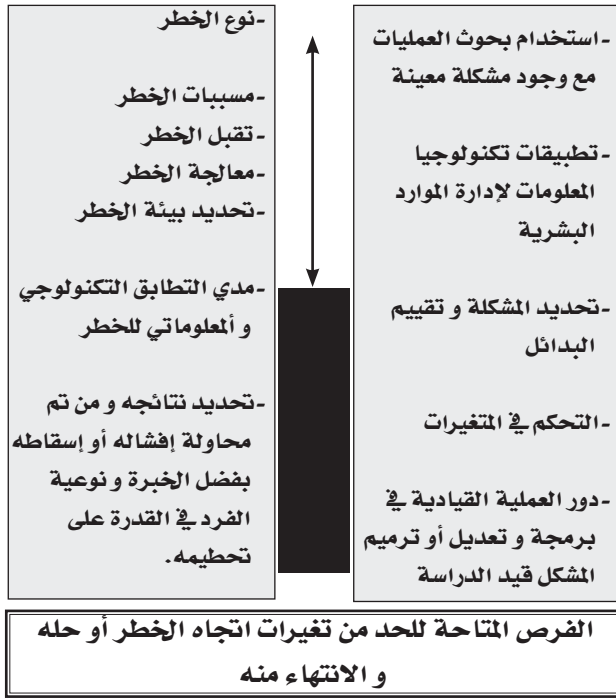 -استخدام بحوث العمليات
مع وجود مشكلة معينة
-تطبيقات تكنولوجيا
المعلومات لإدارة الموارد
البشرية
-تحديد المشكلة و تقييم
البدائل
-التحكم في المتغيرات
-دور العملية القيادية في
برمجة و تعديل أو ترميم
المشكل قيد الدراسة
-نوع الخطر
-مسببات الخطر
-تقبل الخطر
-معالجة الخطر
-تحديد بيئة الخطر
-مدي التطابق التكنولوجي
و ألمعلوماتي للخطر
-تحديد نتائجه و من تم
محاولة إفشاله أو إسقاطه
بفضل الخبرة و نوعية
الفرد في القدرة على
تحطيمه.
الفرص المتاحة للحد من تغيرات اتجاه الخطر أو حله
و الانتهاء منه